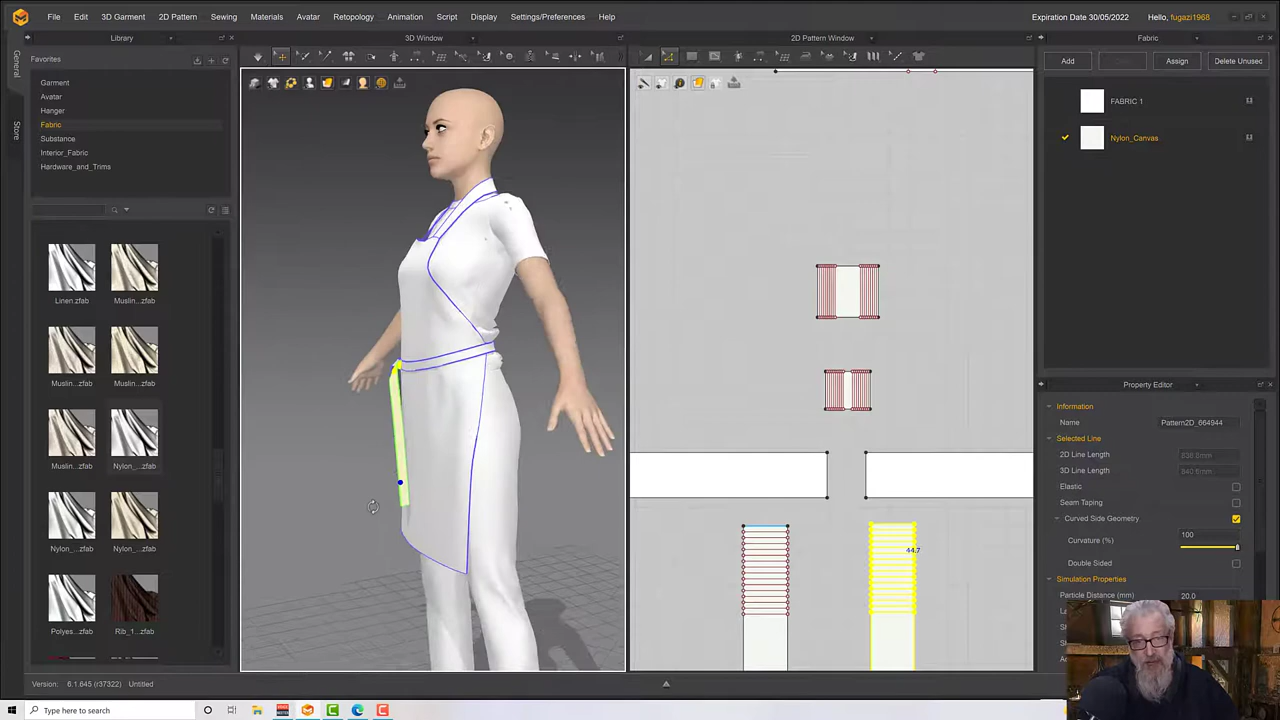 File Edit 3D Garment 2D Pattern Sewing Materials Avatar Retopology Animation Script Display Settings/Preferences Help
Expiration Date 30/05/2022 Hello, fugazi1968
Library
3D Window
2D Pattern Window
Fabric
General
Store
Favorites
Garment
Avatar
Hanger
Fabric
Substance
Interior_Fabric
Hardware_and_Trims
Linen.zfab Muslin...zfab
Muslin...zfab Muslin...zfab
Muslin...zfab Nylon_...zfab
Nylon_...zfab Nylon_...zfab
Polyes...zfab Rib_1...zfab
44.7
Add Assign Delete Unused
FABRIC 1
Nylon_Canvas
Property Editor
Information
Name Pattern2D_664944
Selected Line
2D Line Length
3D Line Length
Elastic
Seam Taping
Curved Side Geometry
Curvature (%) 100
Double Sided
Simulation Properties
Particle Distance (mm) 20.0
Version: 6.1.645 (r37322) Untitled
Type here to search